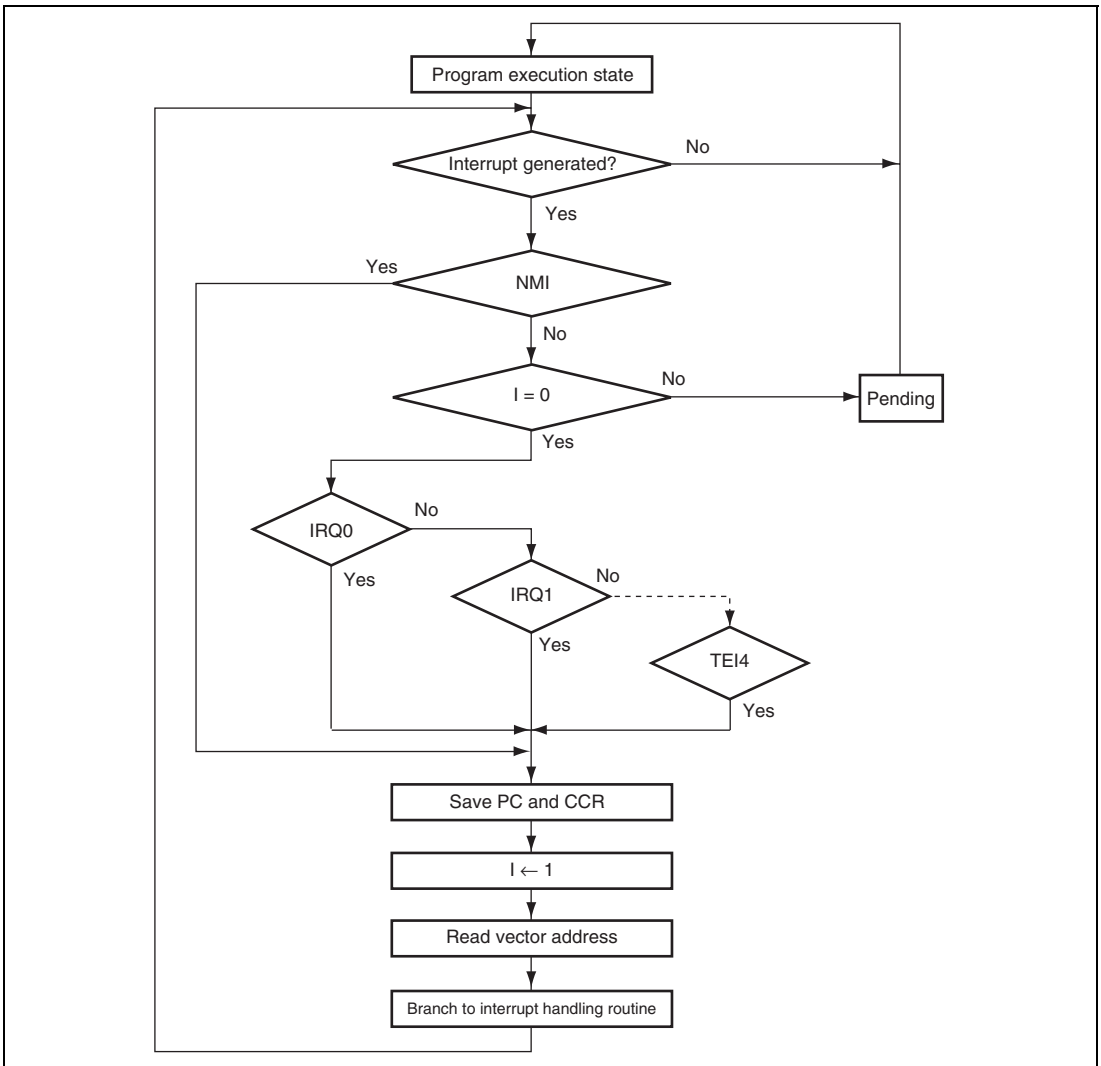 Program execution state
Interrupt generated?
No
Yes
Yes
NMI
No
I = 0
No
Pending
Yes
IRQ0
No
Yes
IRQ1
No
Yes
TEI4
Yes
Save PC and CCR
I ← 1
Read vector address
Branch to interrupt handling routine